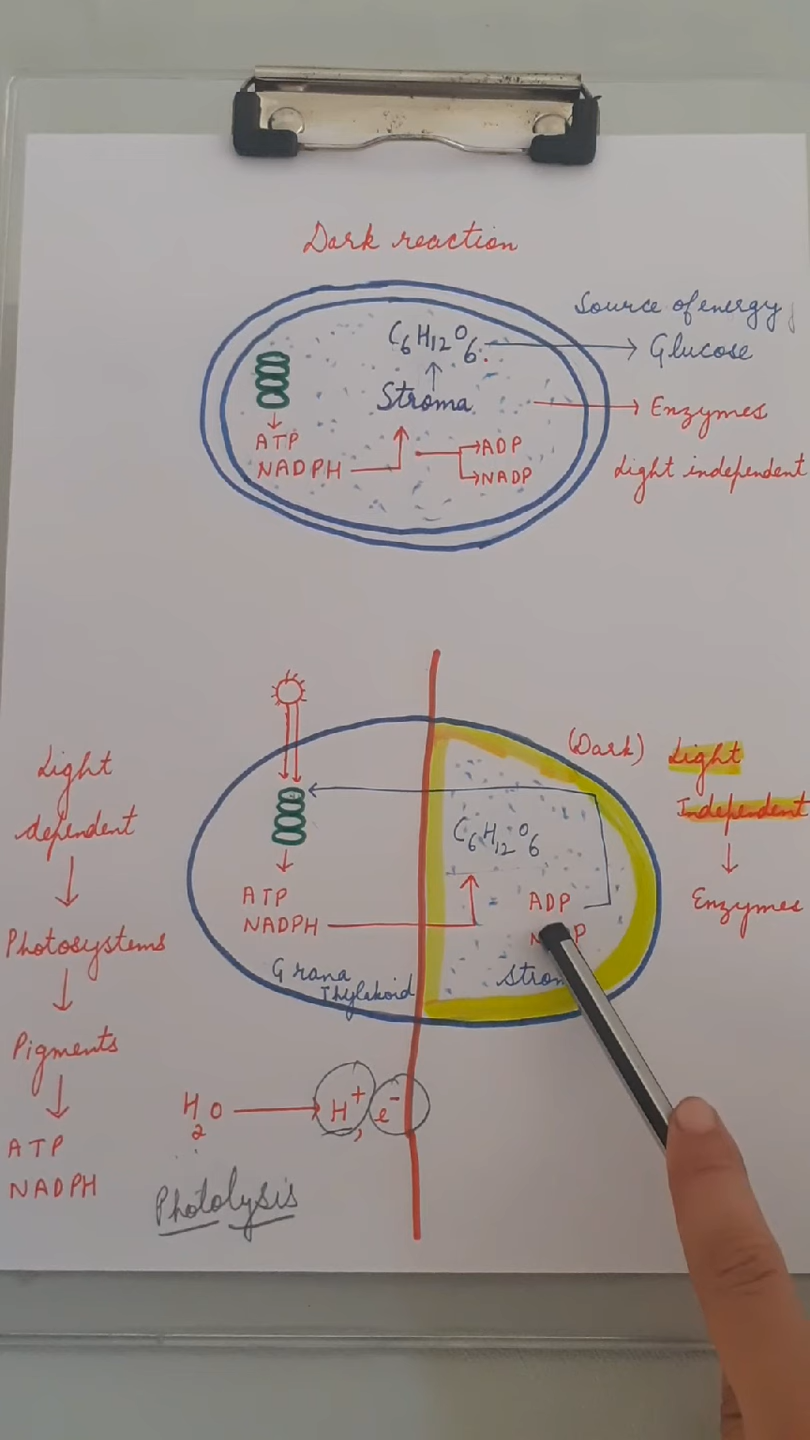 Dark reaction
Source of energy
C6H12O6
Glucose
Stroma
Enzymes
ATP
ADP
NADPH
NADP
Light independent
Light
dependent
Photosystems
Pigments
ATP
NADPH
(Dark) Light
Independent
Enzymes
C6H12O6
ATP
NADPH
ADP
Grana
Thylakoid
H2O
H+, e-
Photolysis